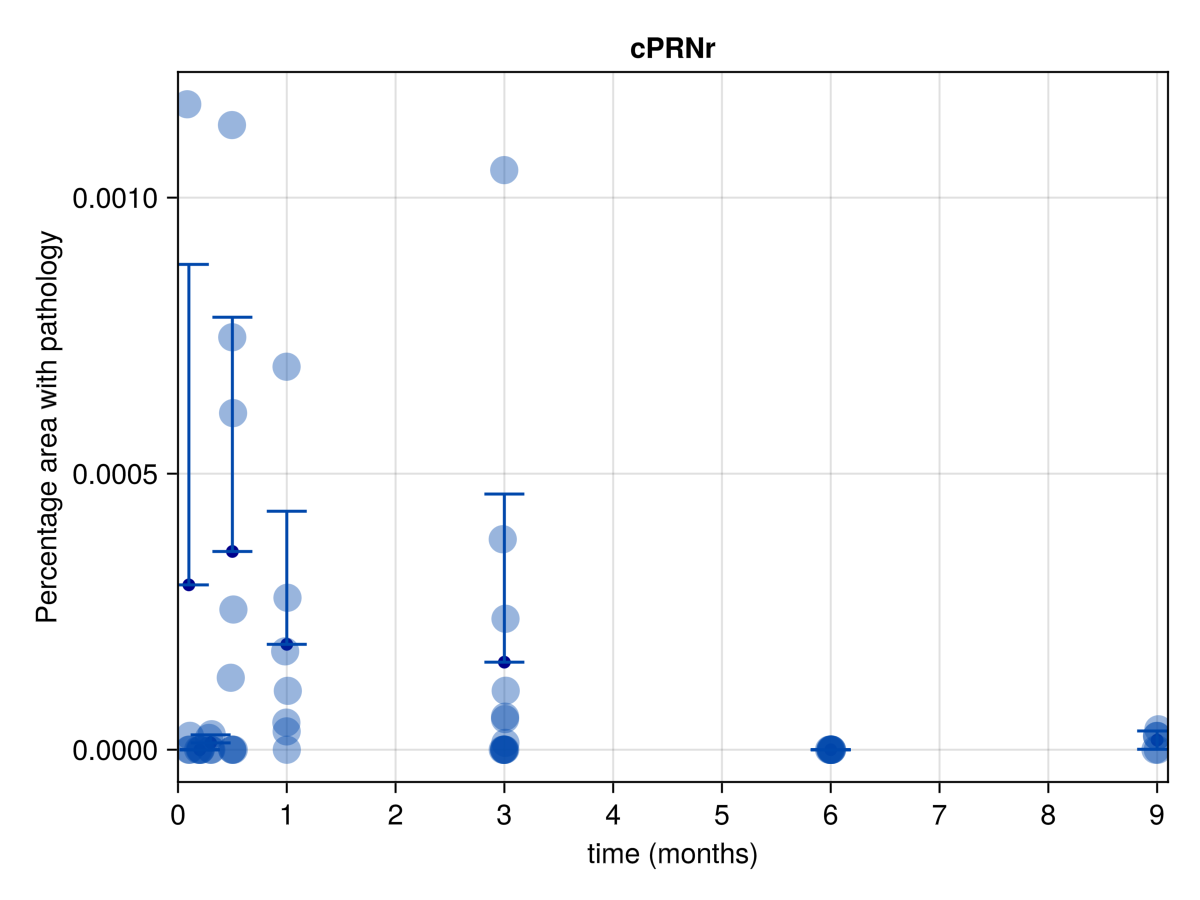 cPRNr
Percentage area with pathology
0.0010
0.0005
0.0000
0 1 2 3 4 5 6 7 8 9
time (months)